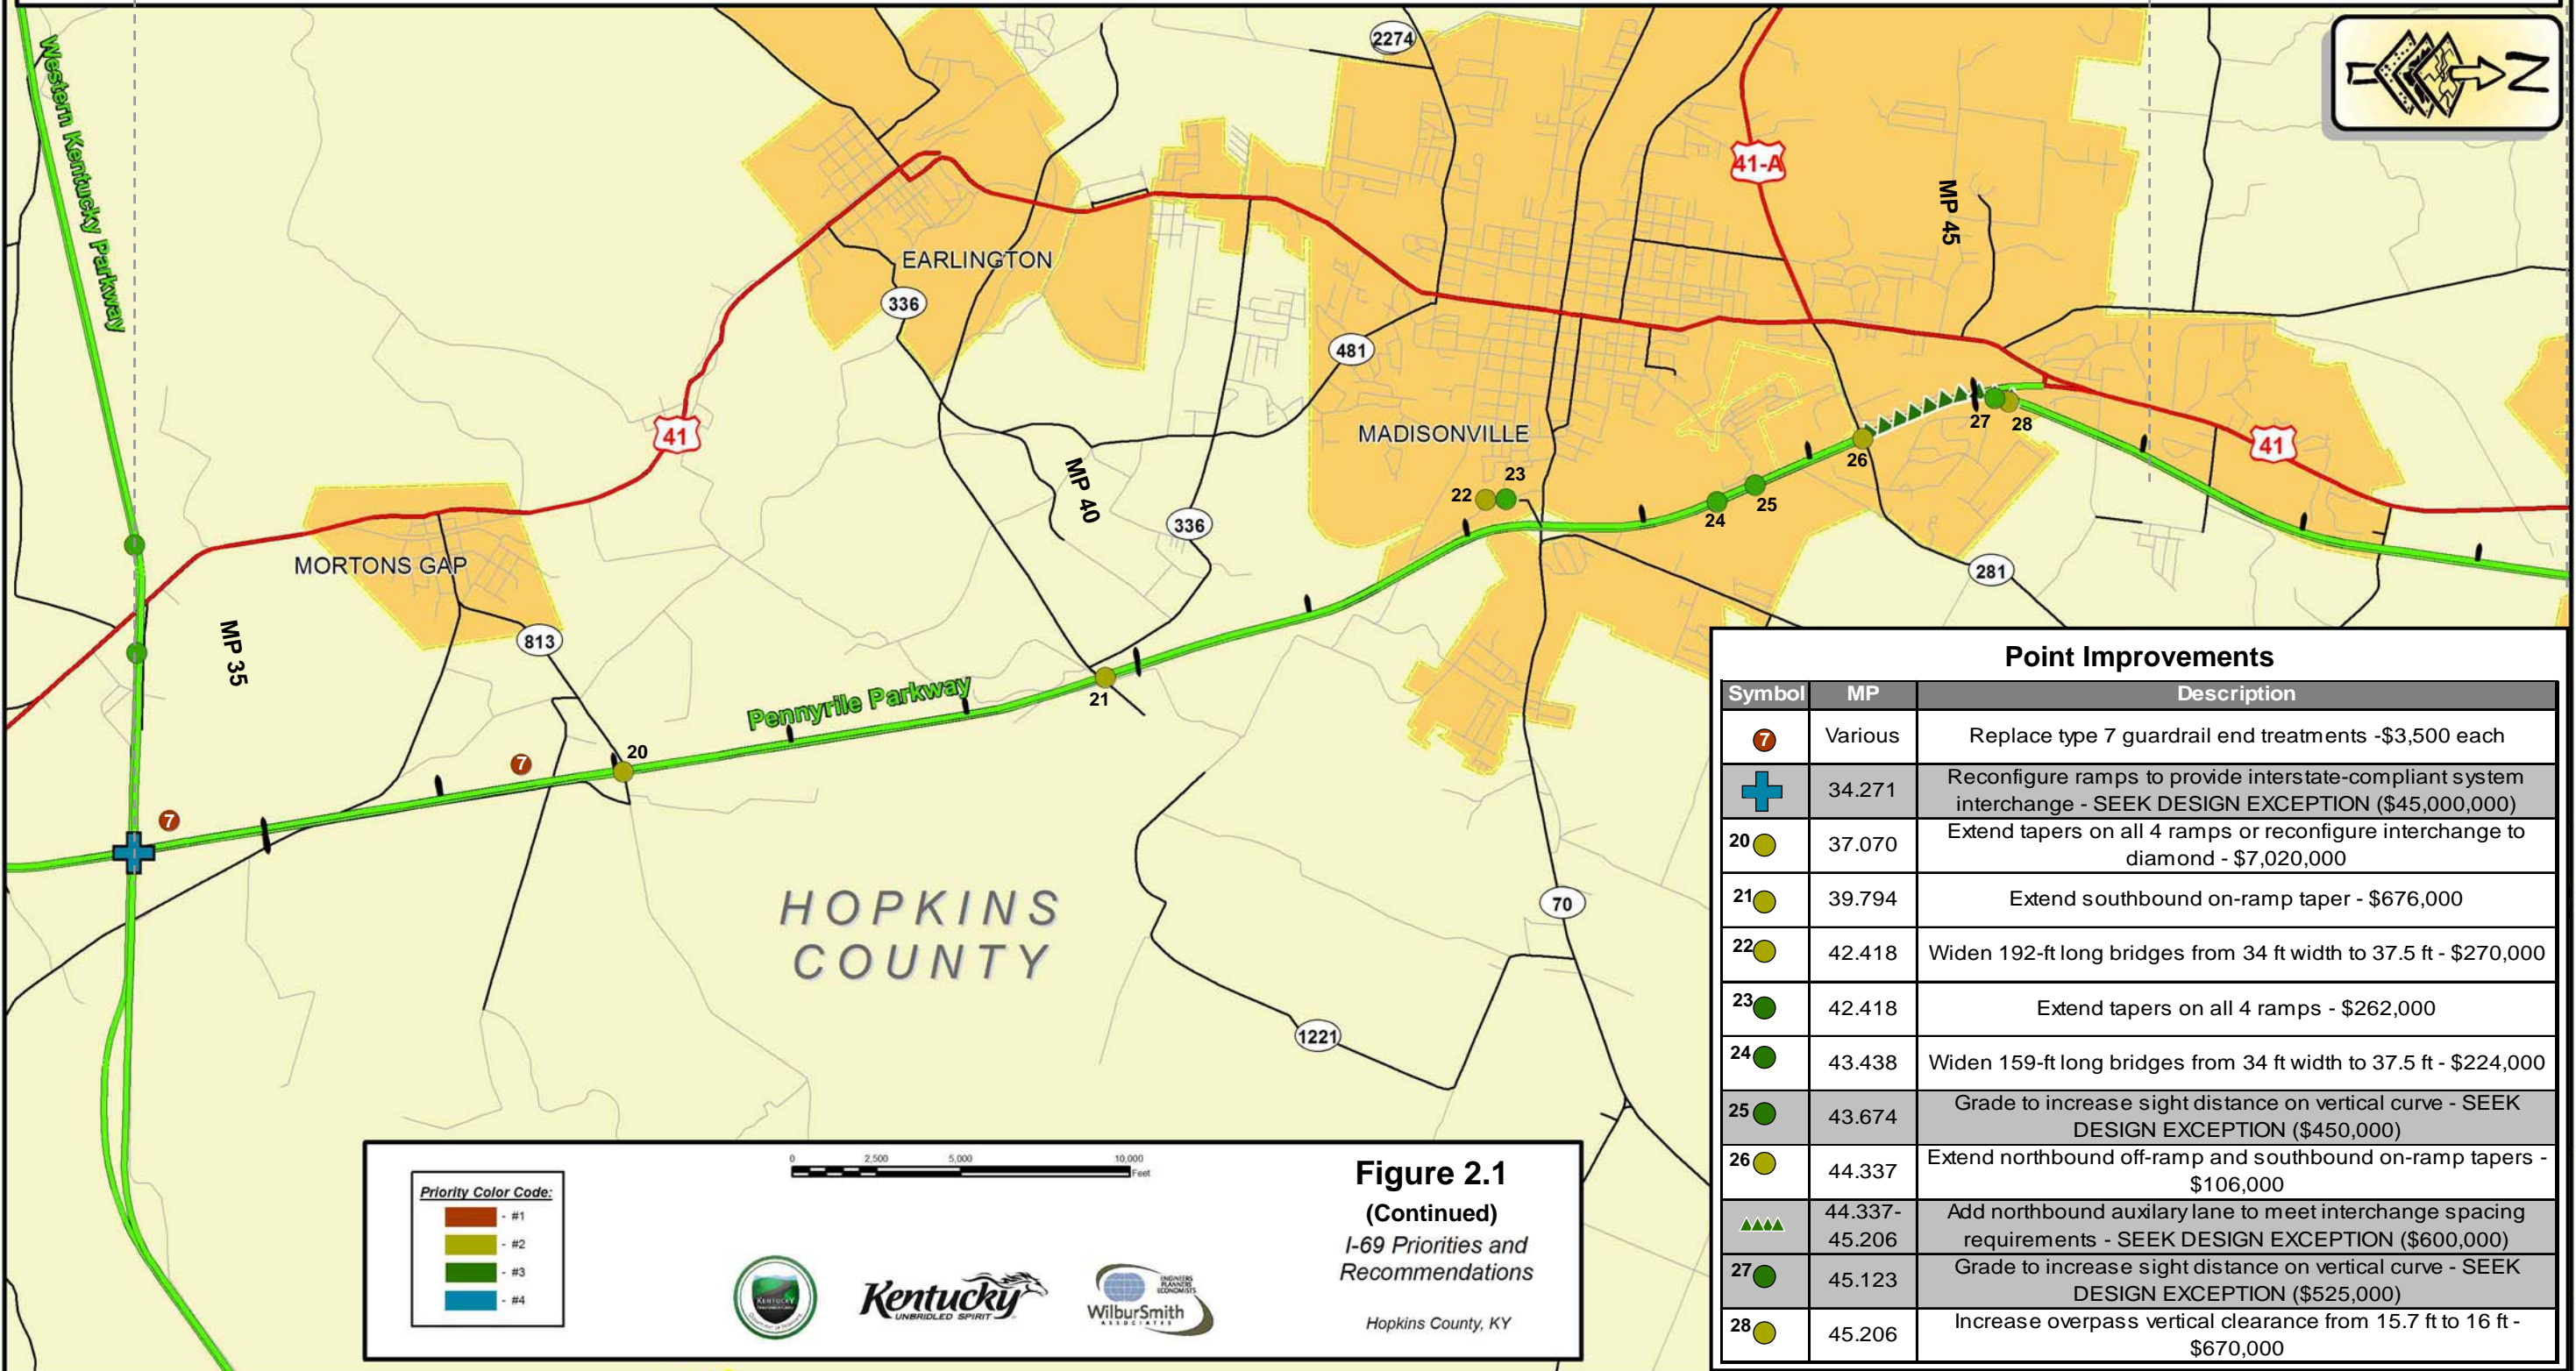 Western Kentucky Parkway
2274
41-A
N
MP 45
EARLINGTON
336
481
41
MADISONVILLE
41
MP 40
336
22
23
24
25
26
27
28
281
MORTONS GAP
813
MP 35
21
Pennyrile Parkway
20
7
7
HOPKINS
COUNTY
70
1221
Point Improvements
Symbol MP Description
7 Various Replace type 7 guardrail end treatments -$3,500 each
34.271 Reconfigure ramps to provide interstate-compliant system
interchange - SEEK DESIGN EXCEPTION ($45,000,000)
20 37.070 Extend tapers on all 4 ramps or reconfigure interchange to
diamond - $7,020,000
21 39.794 Extend southbound on-ramp taper - $676,000
22 42.418 Widen 192-ft long bridges from 34 ft width to 37.5 ft - $270,000
23 42.418 Extend tapers on all 4 ramps - $262,000
24 43.438 Widen 159-ft long bridges from 34 ft width to 37.5 ft - $224,000
25 43.674 Grade to increase sight distance on vertical curve - SEEK
DESIGN EXCEPTION ($450,000)
26 44.337 Extend northbound off-ramp and southbound on-ramp tapers -
$106,000
44.337-
45.206 Add northbound auxilary lane to meet interchange spacing
requirements - SEEK DESIGN EXCEPTION ($600,000)
27 45.123 Grade to increase sight distance on vertical curve - SEEK
DESIGN EXCEPTION ($525,000)
28 45.206 Increase overpass vertical clearance from 15.7 ft to 16 ft -
$670,000
Priority Color Code:
- #1
- #2
- #3
- #4
0 2,500 5,000 10,000
Feet
KENTUCKY
Kentucky
UNBRIDLED SPIRIT
ENGINEERS
PLANNERS
ECONOMISTS
WilburSmith
ASSOCIATES
Figure 2.1
(Continued)
I-69 Priorities and
Recommendations
Hopkins County, KY